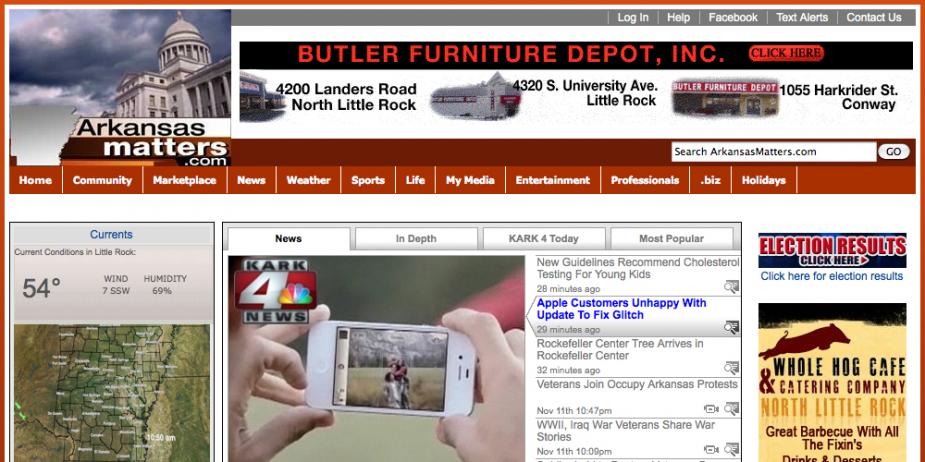 Log In | Help | Facebook | Text Alerts | Contact Us
BUTLER FURNITURE DEPOT, INC. CLICK HERE
4200 Landers Road
North Little Rock
4320 S. University Ave.
Little Rock
BUTLER FURNITURE DEPOT
1055 Harkrider St.
Conway
Arkansas
matters
.com
Search ArkansasMatters.com GO
Home Community Marketplace News Weather Sports Life My Media Entertainment Professionals .biz Holidays
Currents
Current Conditions in Little Rock:
54°
WIND
7 SSW
HUMIDITY
69%
10:50 am
News In Depth KARK 4 Today Most Popular
KARK
4
NEWS
New Guidelines Recommend Cholesterol
Testing For Young Kids
28 minutes ago
Apple Customers Unhappy With
Update To Fix Glitch
29 minutes ago
Rockefeller Center Tree Arrives in
Rockefeller Center
32 minutes ago
Veterans Join Occupy Arkansas Protests
Nov 11th 10:47pm
WWII, Iraq War Veterans Share War
Stories
Nov 11th 10:09pm
ELECTION RESULTS
CLICK HERE
Click here for election results
WHOLE HOG CAFE
& CATERING COMPANY
NORTH LITTLE ROCK
Great Barbecue With All
The Fixin's
Drinks & Desserts